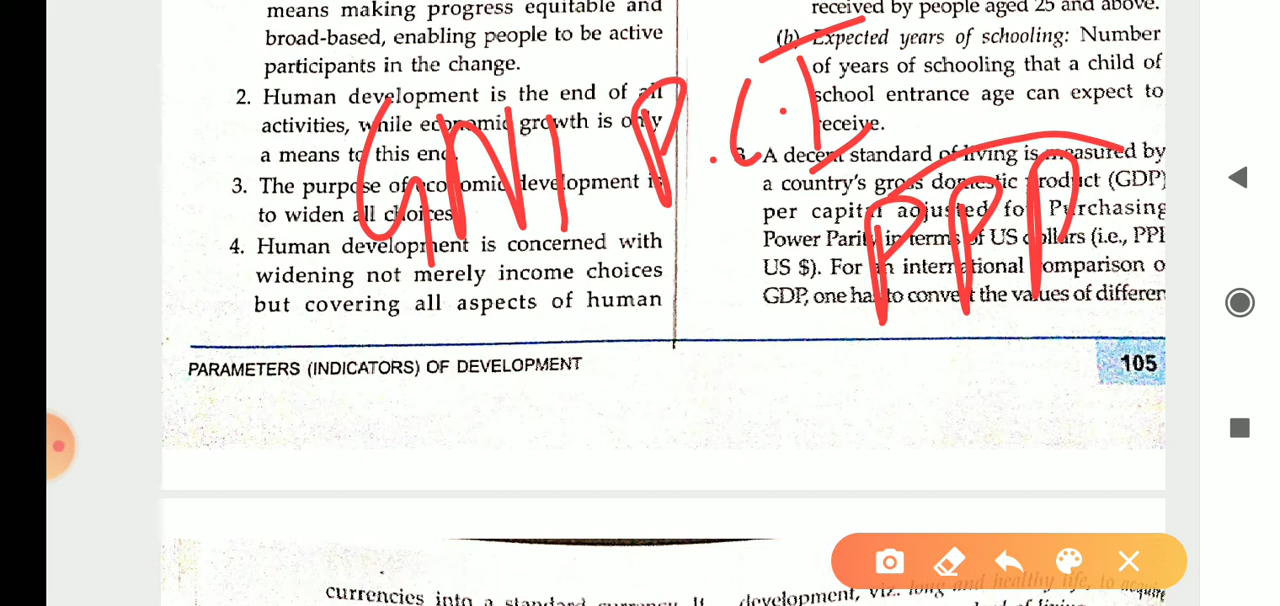 means making progress equitable and
broad-based, enabling people to be active
participants in the change.
2. Human development is the end of all
activities, while economic growth is only
a means to this end.
3. The purpose of economic development is
to widen all choices
4. Human development is concerned with
widening not merely income choices
but covering all aspects of human
received by people aged 25 and above.
(b) Expected years of schooling: Number
of years of schooling that a child of
school entrance age can expect to
receive.
3. A decent standard of living is measured by
a country's gross domestic product (GDP)
per capita adjusted for Purchasing
Power Parity in terms of US dollars (i.e., PPP
US $). For an international comparison o
GDP, one has to convert the values of differen
GNI P.C.I PPP
PARAMETERS (INDICATORS) OF DEVELOPMENT
105
currencies into a standard currency. It
development, viz.. long and healthy life, to acquire